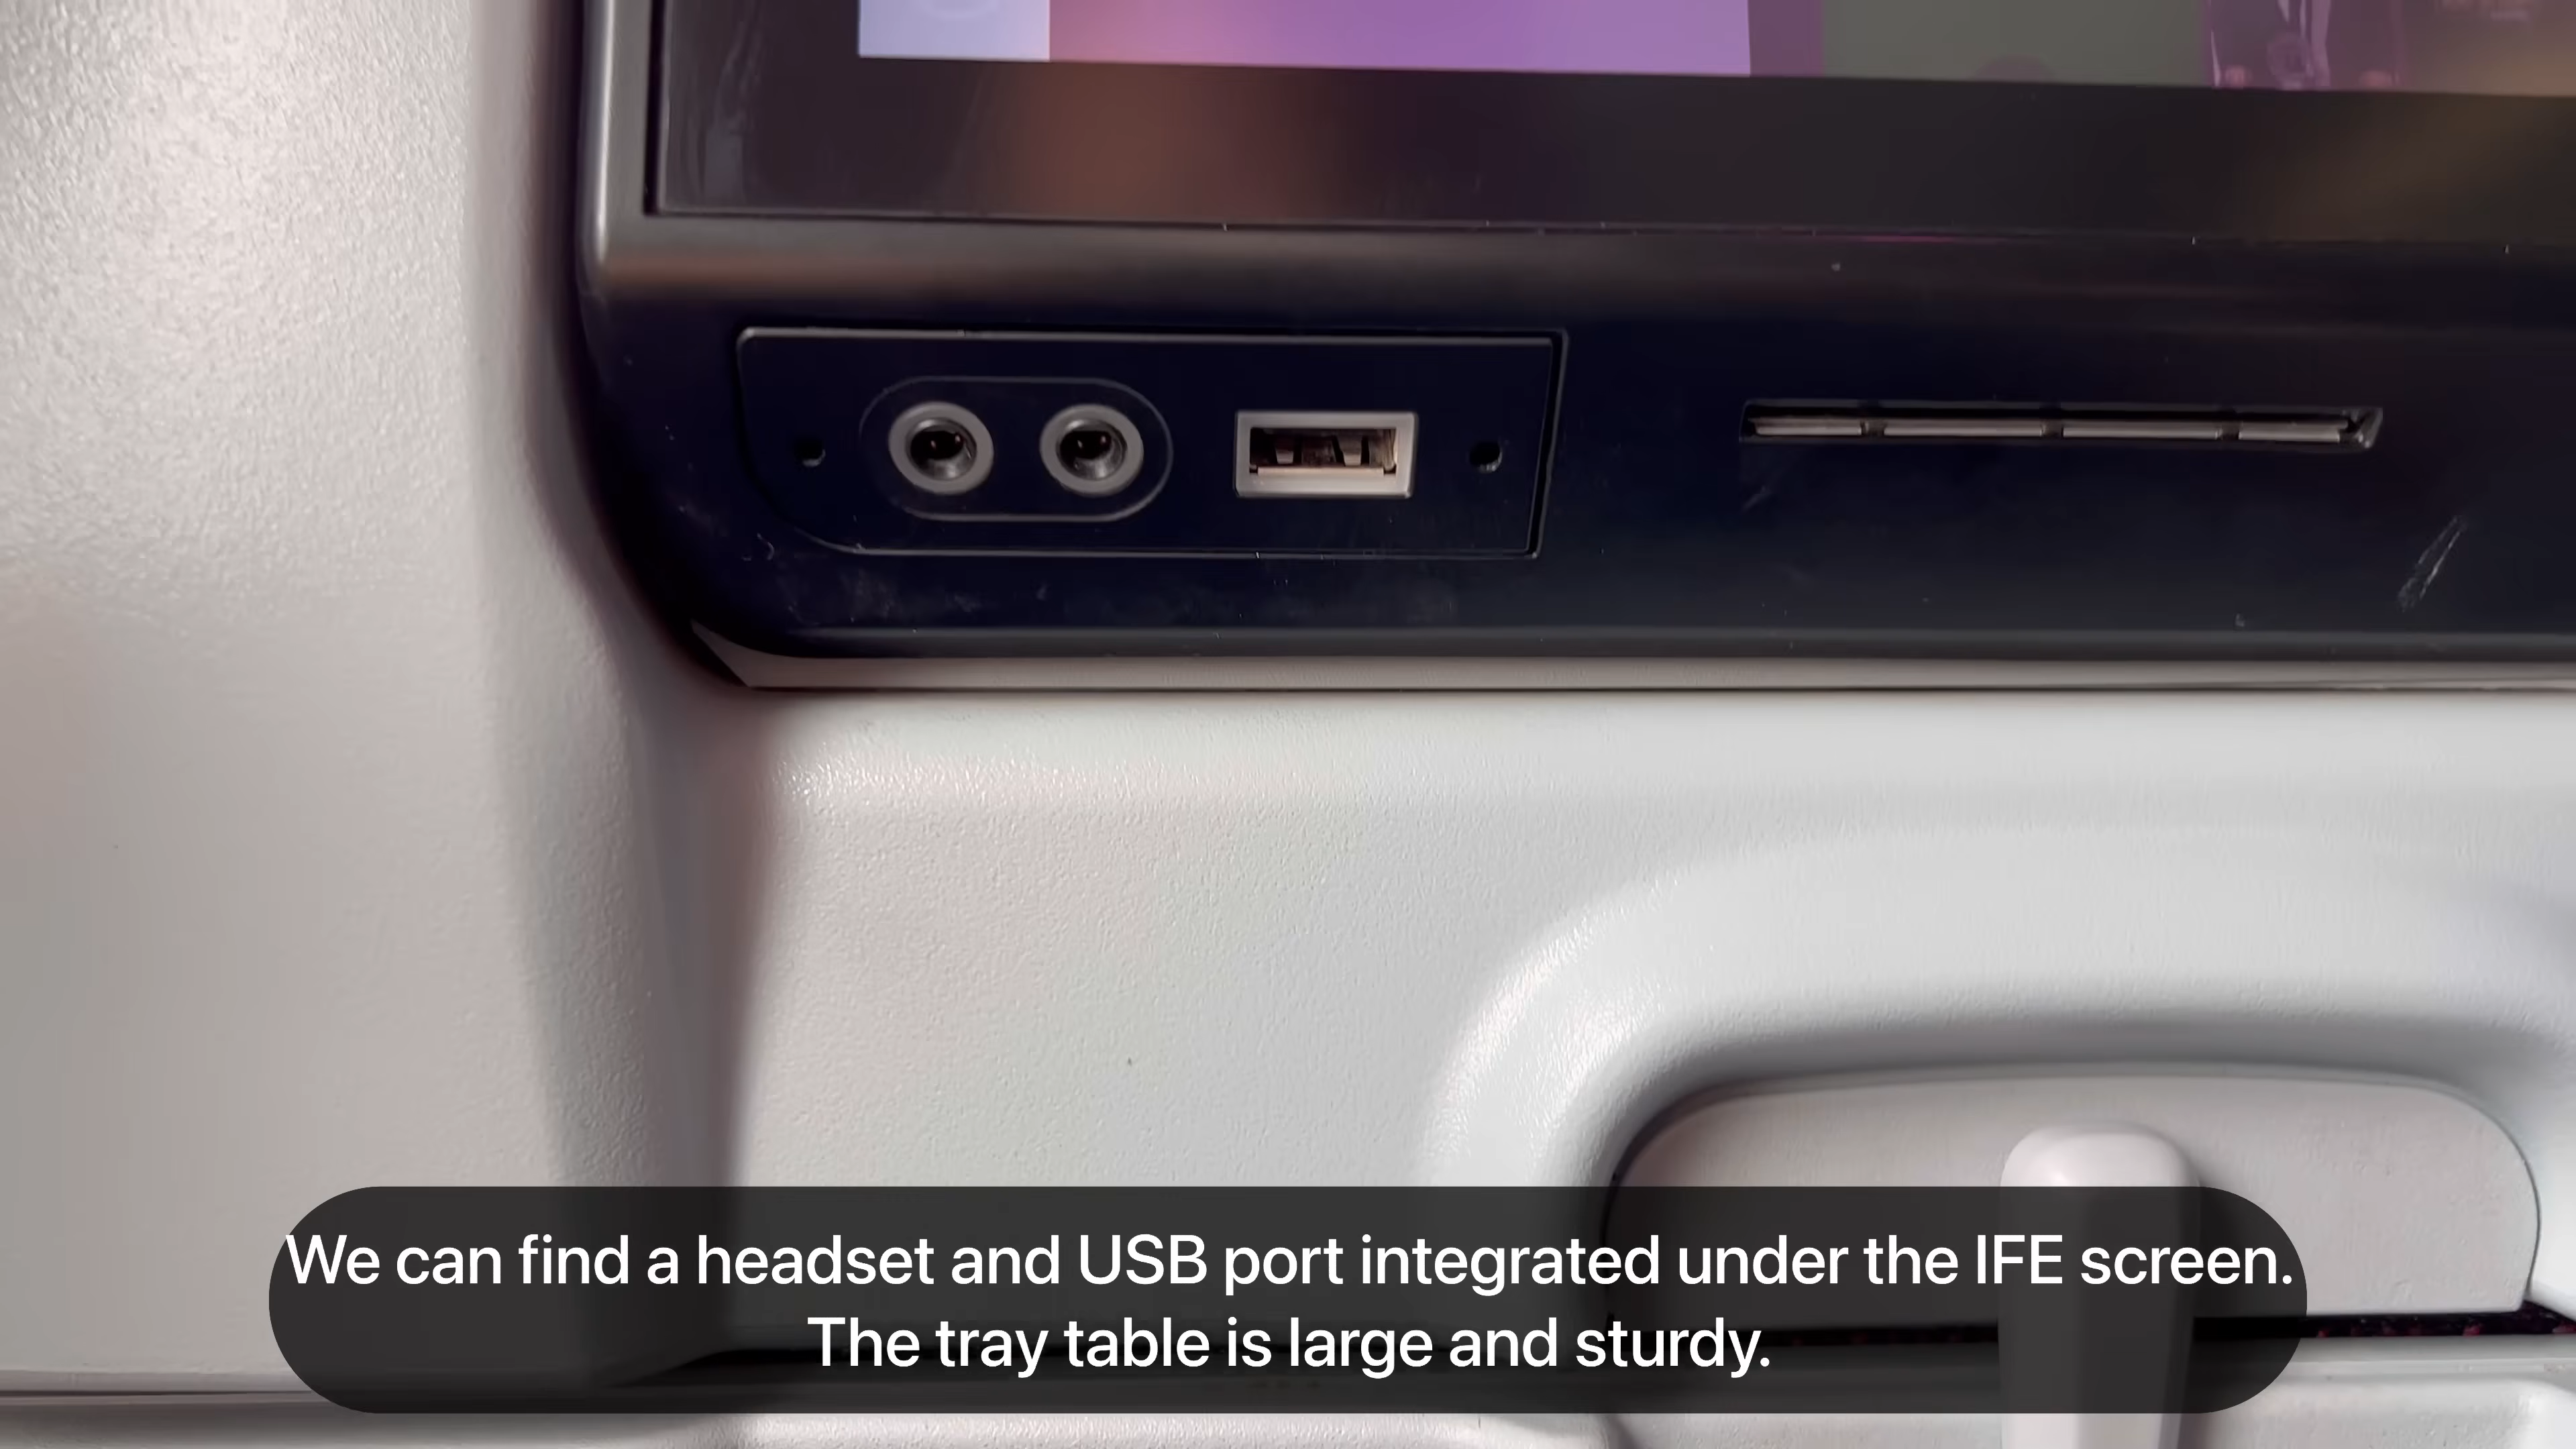 We can find a headset and USB port integrated under the IFE screen.
The tray table is large and sturdy.